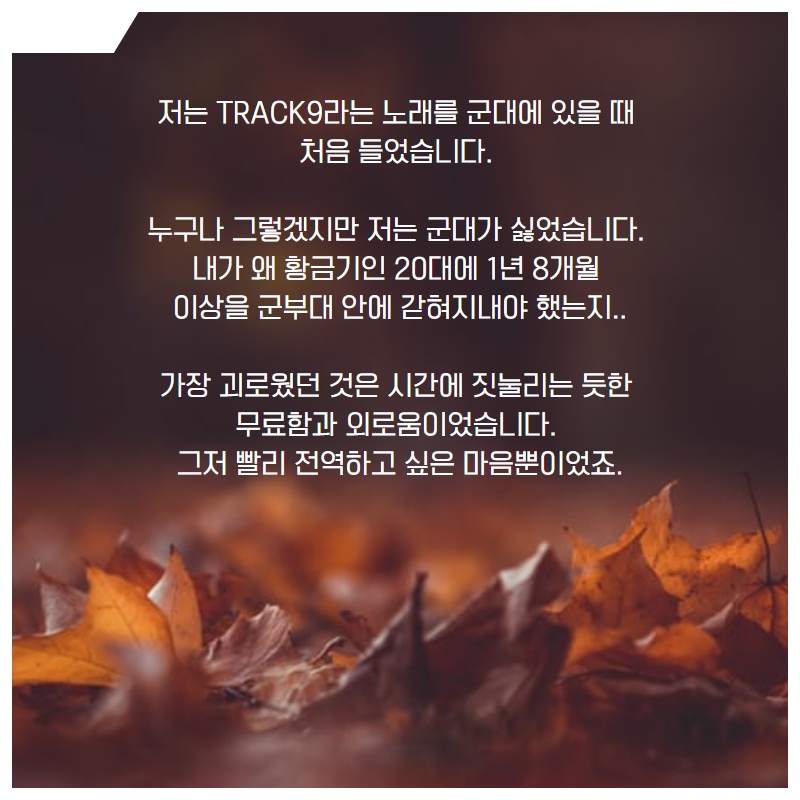 저는 TRACK9라는 노래를 군대에 있을 때
처음 들었습니다.
누구나 그렇겠지만 저는 군대가 싫었습니다.
내가 왜 황금기인 20대에 1년 8개월
이상을 군부대 안에 갇혀지내야 했는지..
가장 괴로웠던 것은 시간에 짓눌리는 듯한
무료함과 외로움이었습니다.
그저 빨리 전역하고 싶은 마음뿐이었죠.